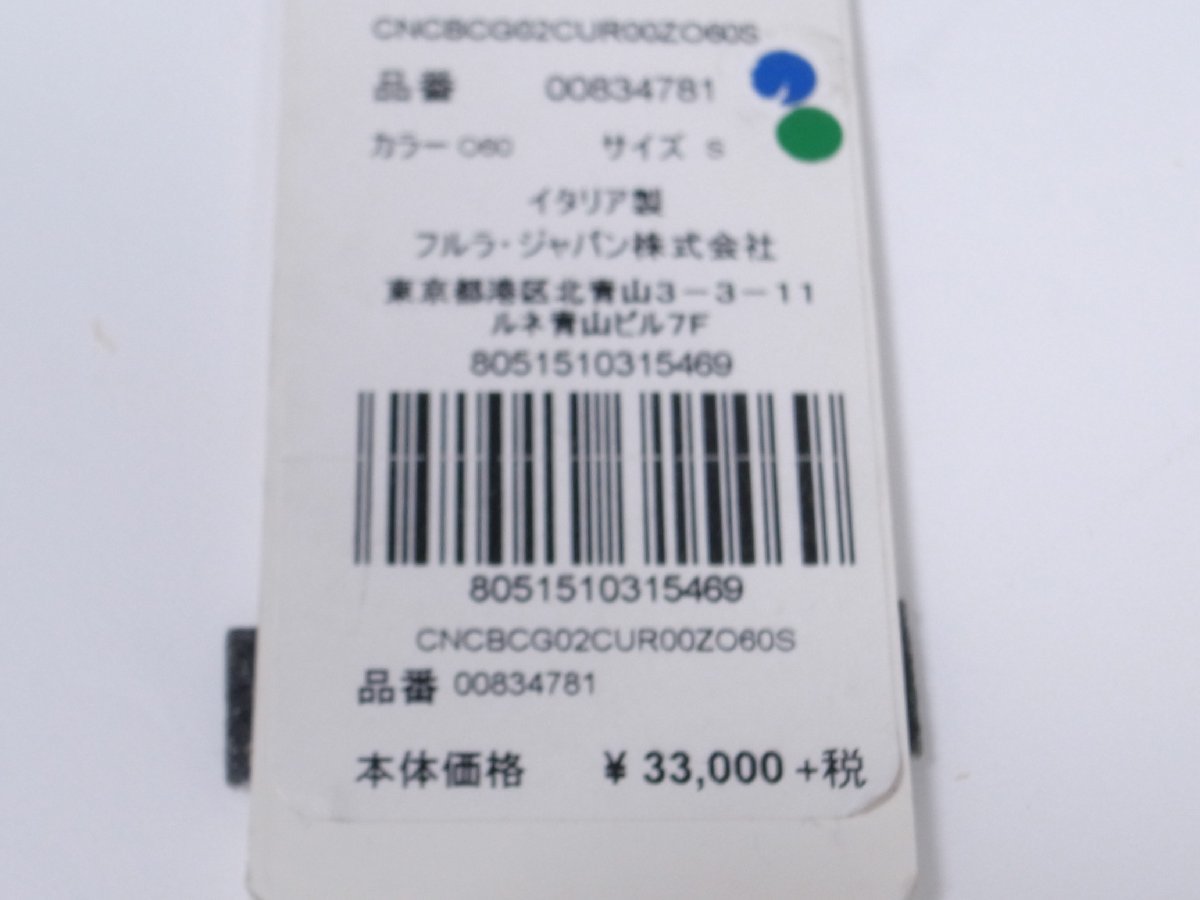 CNCBCG02CUR00ZO60S
品番 00834781
カラー O60 サイズ S
イタリア製
フルラ・ジャパン株式会社
東京都港区北青山3－3－11
ルネ青山ビル7F
8051510315469
8051510315469
CNCBCG02CUR00ZO60S
品番 00834781
本体価格 ¥ 33,000 +税